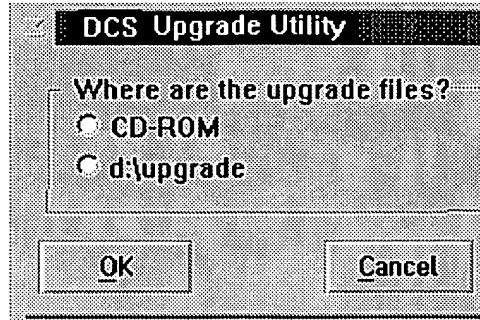 DCS Upgrade Utility
Where are the upgrade files?
CD-ROM
d:\upgrade
OK
Cancel